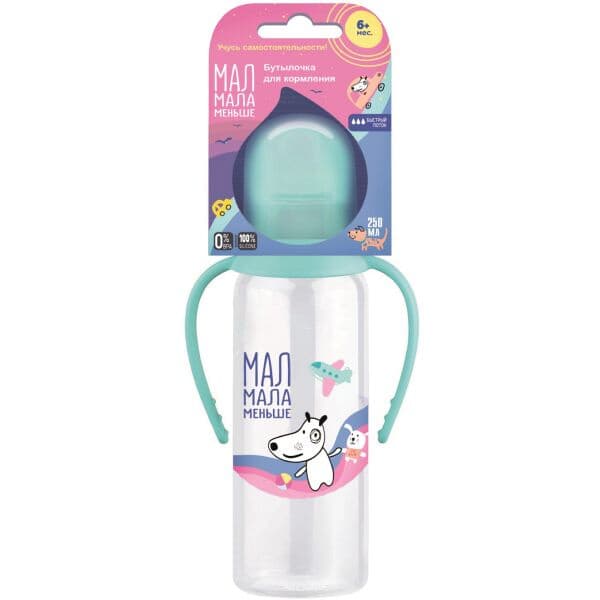 Учусь самостоятельности!
6+
мес.
Бутылочка
для кормления
МАЛ
МАЛА
МЕНЬШЕ
БЫСТРЫЙ
ПОТОК
250
МЛ
0%
BPA
100%
SILICONE
МАЛ
МАЛА
МЕНЬШЕ